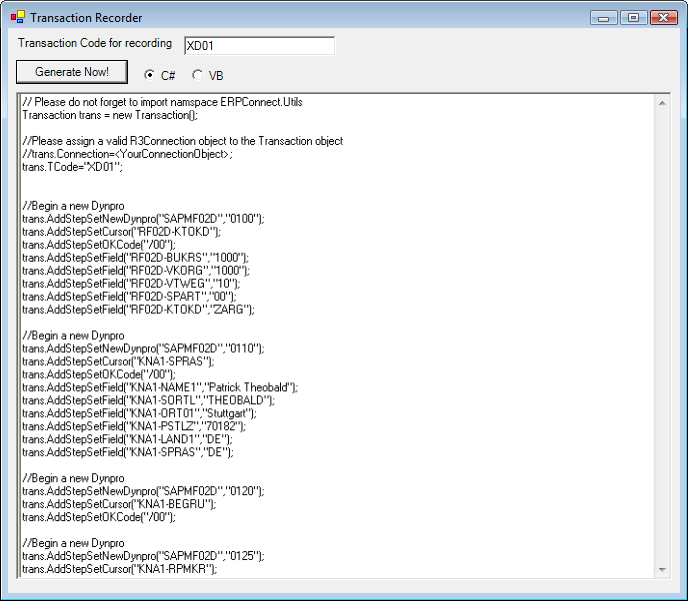 Transaction Recorder
Transaction Code for recording
XD01
Generate Now!
C#
VB
// Please do not forget to import namspace ERPConnect.Utils
Transaction trans = new Transaction();
//Please assign a valid R3Connection object to the Transaction object
//trans.Connection=<YourConnectionObject>;
trans.TCode="XD01";
//Begin a new Dynpro
trans.AddStepSetNewDynpro("SAPMF02D","0100");
trans.AddStepSetCursor("RF02D-KTOKD");
trans.AddStepSetOKCode("/00");
trans.AddStepSetField("RF02D-BUKRS","1000");
trans.AddStepSetField("RF02D-VKORG","1000");
trans.AddStepSetField("RF02D-VTWEG","10");
trans.AddStepSetField("RF02D-SPART","00");
trans.AddStepSetField("RF02D-KTOKD","ZARG");
//Begin a new Dynpro
trans.AddStepSetNewDynpro("SAPMF02D","0110");
trans.AddStepSetCursor("KNA1-SPRAS");
trans.AddStepSetOKCode("/00");
trans.AddStepSetField("KNA1-NAME1","Patrick Theobald");
trans.AddStepSetField("KNA1-SORTL","THEOBALD");
trans.AddStepSetField("KNA1-ORT01","Stuttgart");
trans.AddStepSetField("KNA1-PSTLZ","70182");
trans.AddStepSetField("KNA1-LAND1","DE");
trans.AddStepSetField("KNA1-SPRAS","DE");
//Begin a new Dynpro
trans.AddStepSetNewDynpro("SAPMF02D","0120");
trans.AddStepSetCursor("KNA1-BEGRU");
trans.AddStepSetOKCode("/00");
//Begin a new Dynpro
trans.AddStepSetNewDynpro("SAPMF02D","0125");
trans.AddStepSetCursor("KNA1-RPMKR");